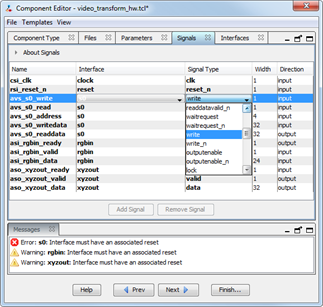 Component Editor - video_transform_hw.tcl*
File Templates View
Component Type Files Parameters Signals Interfaces
About Signals
Name Interface Signal Type Width Direction
csi_clk clock clk 1 input
rsi_reset_n reset reset_n 1 input
avs_s0_write write 1 input
avs_s0_read s0 readdatavalid_n 1 input
avs_s0_address s0 waitrequest 4 input
avs_s0_writedata s0 waitrequest_n 32 input
avs_s0_readdata s0 write 32 output
asi_rgbin_ready rgbin write_n 1 output
asi_rgbin_valid rgbin outputenable 1 input
asi_rgbin_data rgbin outputenable_n 24 input
aso_xyzout_ready xyzout lock 1 input
aso_xyzout_valid xyzout valid 1 output
aso_xyzout_data xyzout data 32 output
Add Signal Remove Signal
Messages
Error: s0: Interface must have an associated reset
Warning: rgbin: Interface must have an associated reset
Warning: xyzout: Interface must have an associated reset
Help Prev Next Finish...